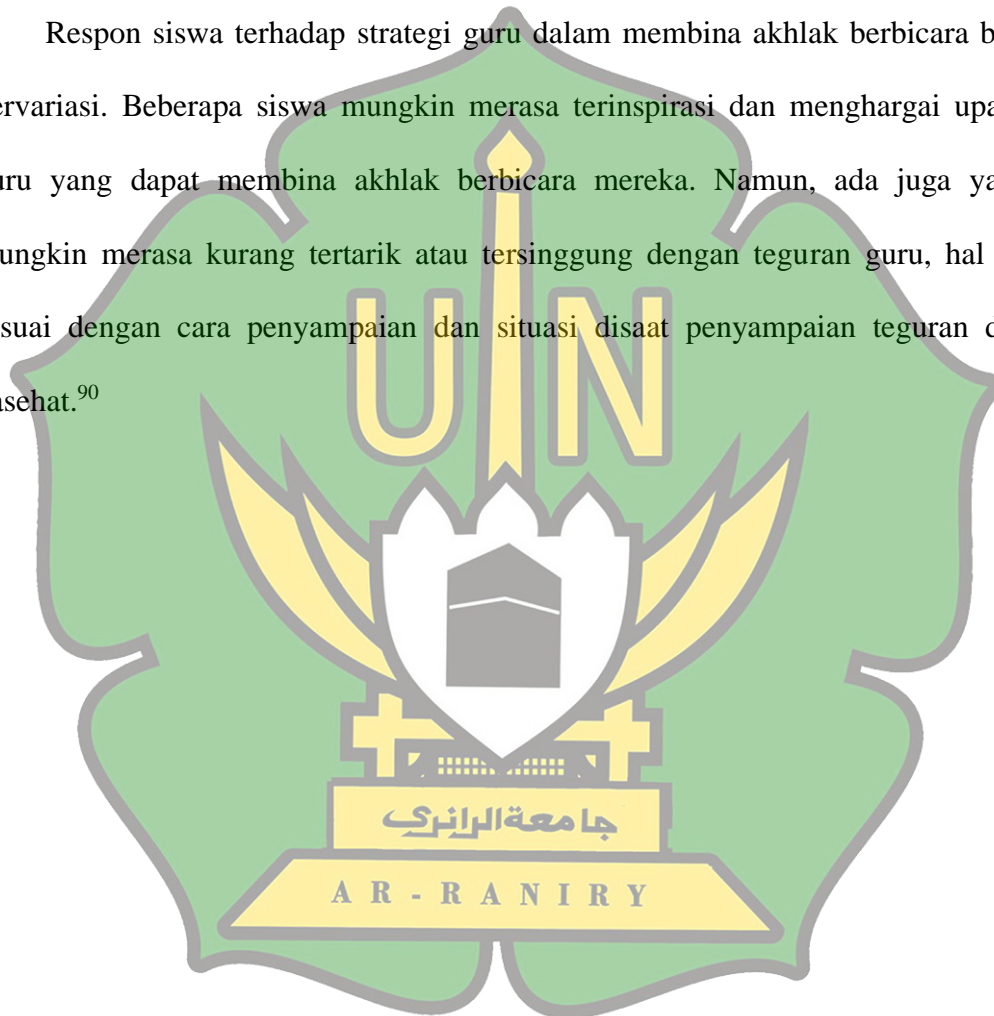 Respon siswa terhadap strategi guru dalam membina akhlak berbicara b
ervariasi. Beberapa siswa mungkin merasa terinspirasi dan menghargai upa
uru yang dapat membina akhlak berbicara mereka. Namun, ada juga ya
ungkin merasa kurang tertarik atau tersinggung dengan teguran guru, hal
suai dengan cara penyampaian dan situasi disaat penyampaian teguran d
asehat.90
UIN
جامعة الرانري
AR-RANIRY